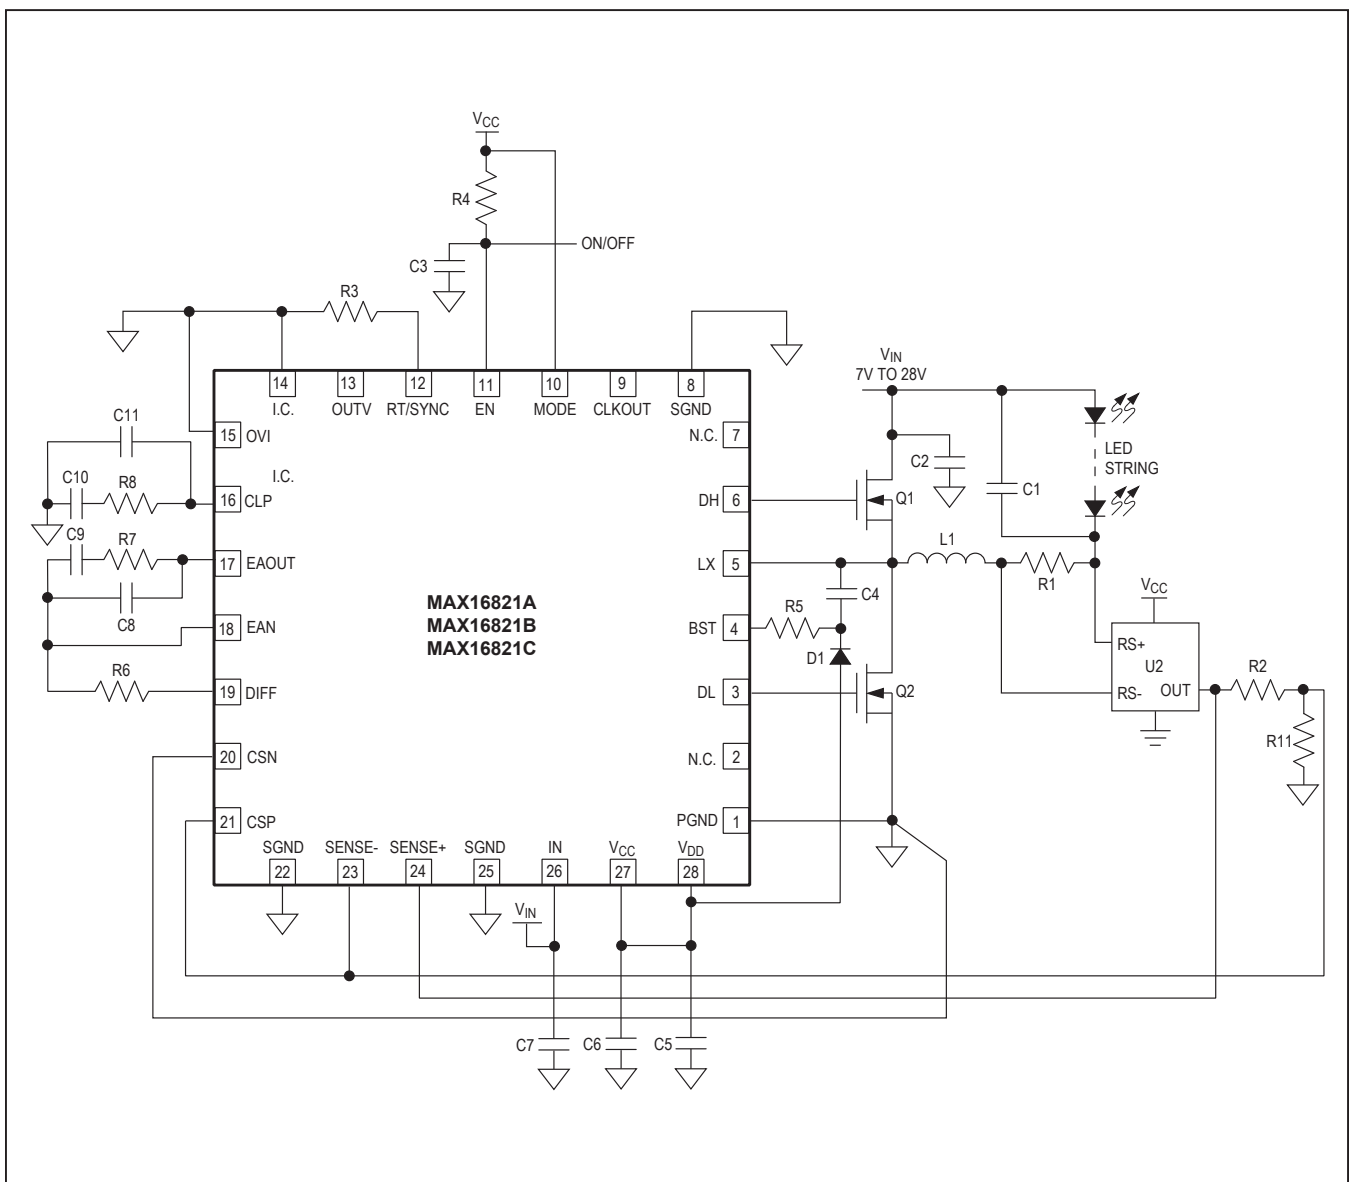 VCC
R4
ON/OFF
C3
R3
VIN
7V TO 28V
14
13
12
11
10
9
8
I.C.
OUTV
RT/SYNC
EN
MODE
CLKOUT
SGND
C11
15 OVI
N.C. 7
I.C.
C10
R8
16 CLP
DH 6
Q1
C2
C1
LED
STRING
C9
R7
17 EAOUT
LX 5
L1
R1
C8
18 EAN
MAX16821A
MAX16821B
MAX16821C
BST 4
R5
C4
D1
VCC
RS+
U2
RS-
OUT
R2
R11
R6
19 DIFF
DL 3
Q2
20 CSN
N.C. 2
21 CSP
PGND 1
SGND
SENSE-
SENSE+
SGND
IN
VCC
VDD
22
23
24
25
26
27
28
VIN
C7
C6
C5